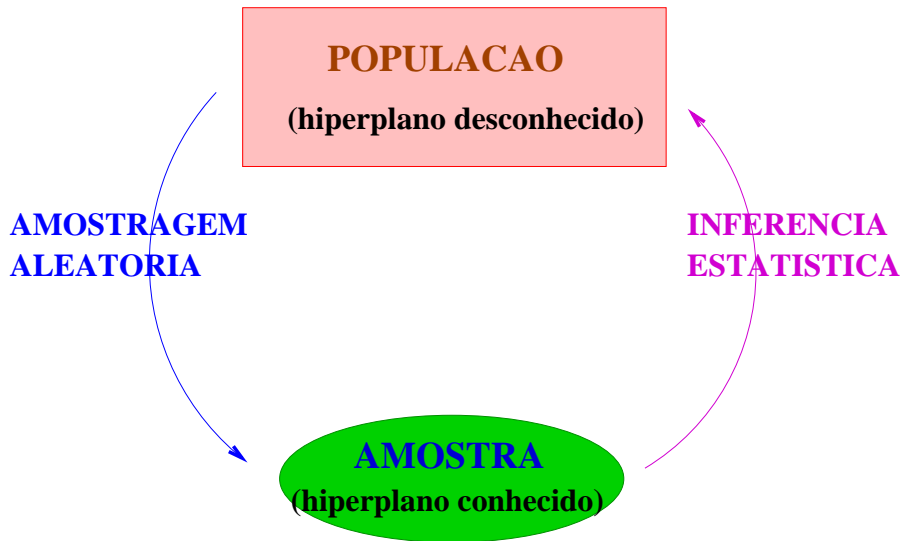 POPULACAO
(hiperplano desconhecido)
AMOSTRAGEM
ALEATORIA
INFERENCIA
ESTATISTICA
AMOSTRA
(hiperplano conhecido)